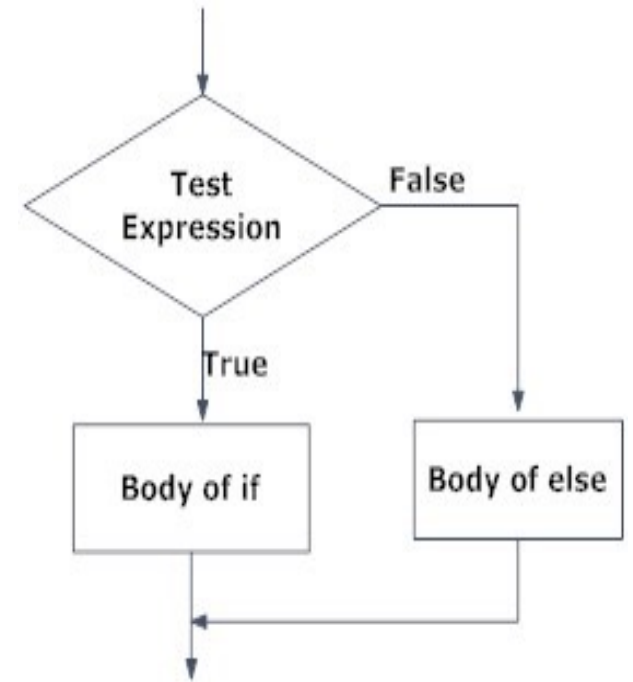 Test
Expression
False
True
Body of if
Body of else